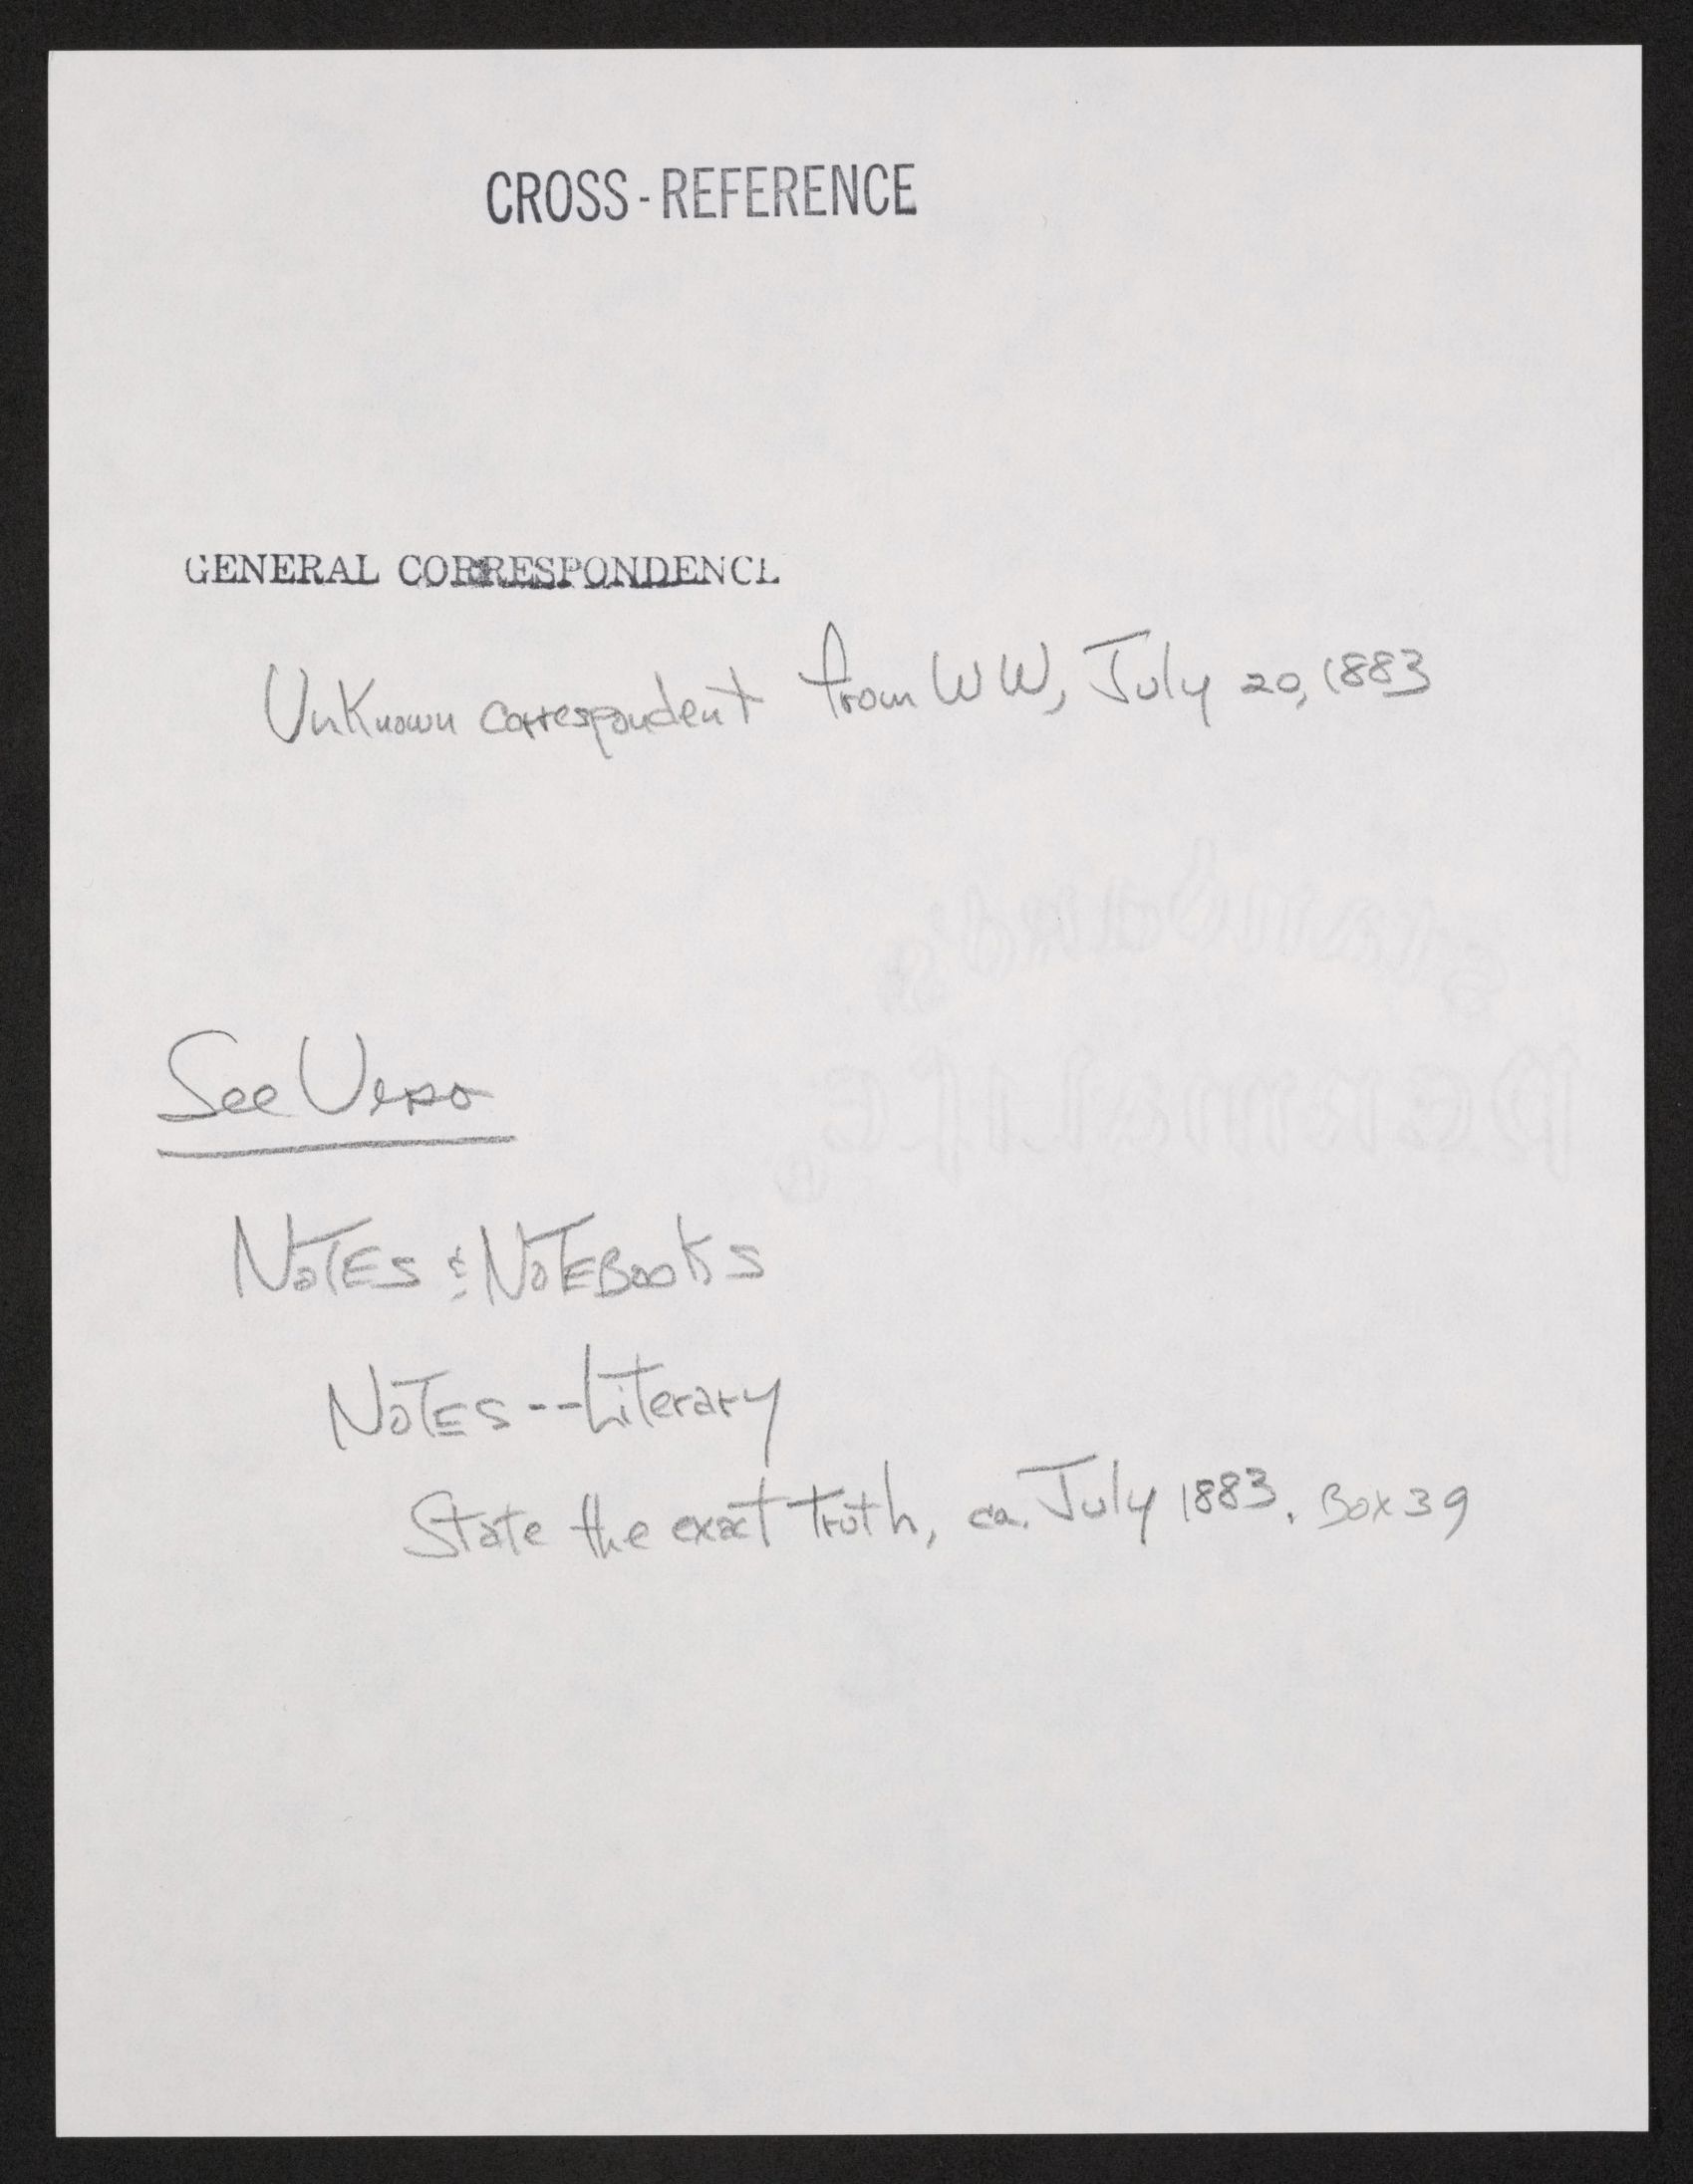 CROSS-REFERENCE
GENERAL CORRESPONDENCE
Unknown correspondent from WW, July 20, 1883
See Verso
NOTES & NOTEBOOKS
NOTES--Literary
State the exact truth, ca. July 1883. Box 39